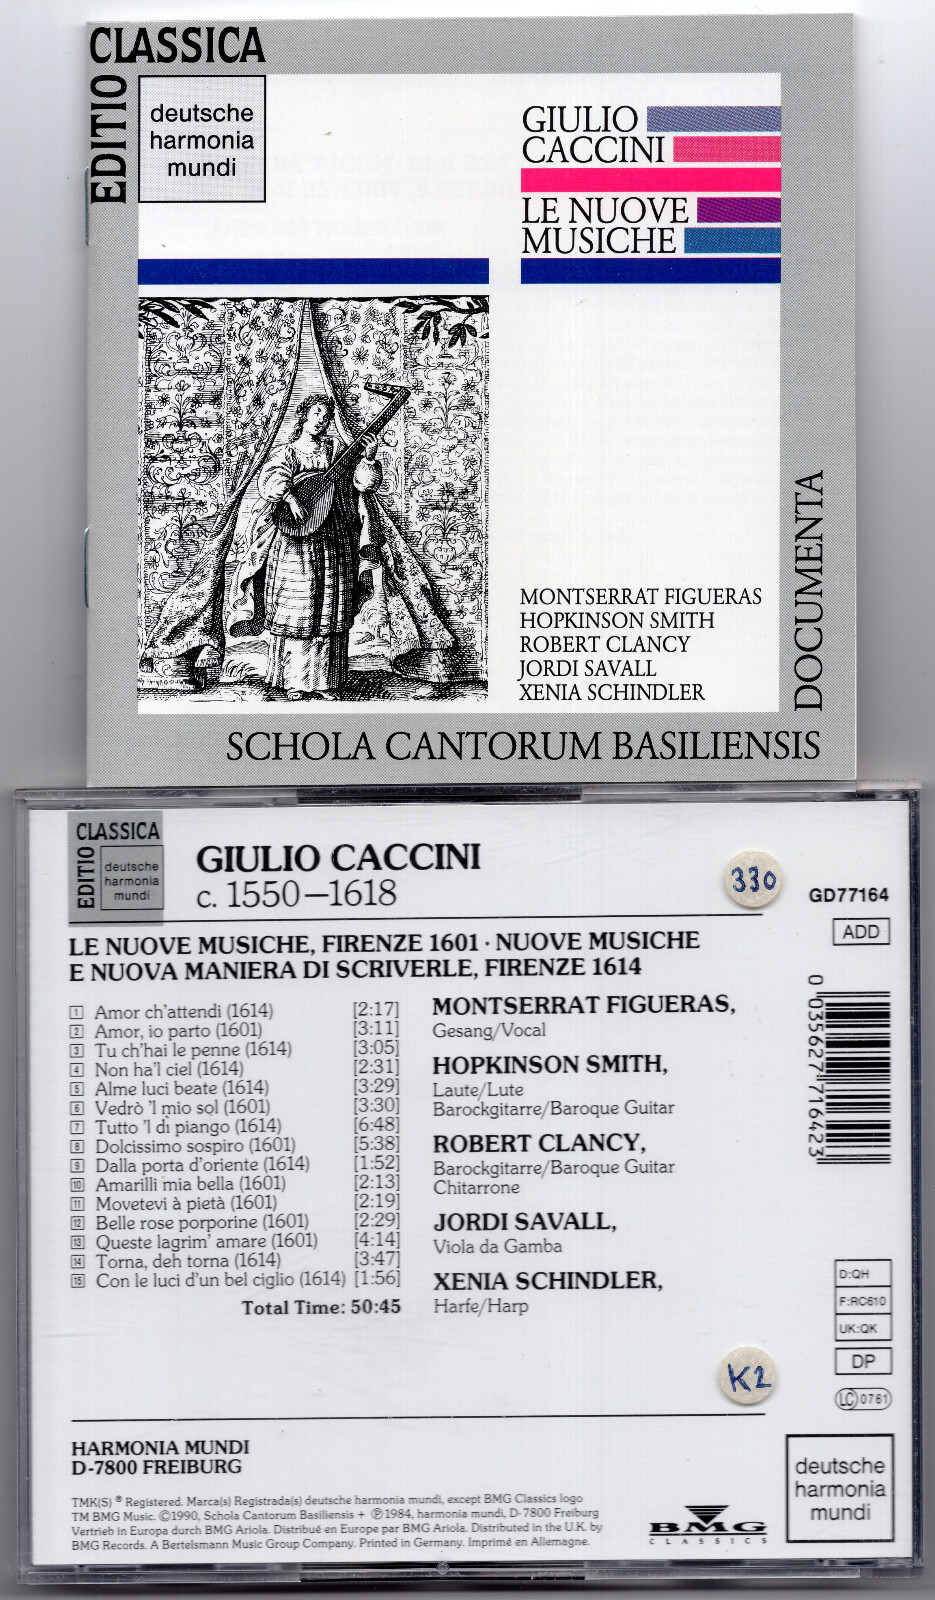 CLASSICA
EDITIO
deutsche
harmonia
mundi
GIULIO
CACCINI
LE NUOVE
MUSICHE
MONTSERRAT FIGUERAS
HOPKINSON SMITH
ROBERT CLANCY
JORDI SAVALL
XENIA SCHINDLER
DOCUMENTA
SCHOLA CANTORUM BASILIENSIS
CLASSICA
EDITIO
deutsche
harmonia
mundi
GIULIO CACCINI
c. 1550–1618
330
GD77164
ADD
LE NUOVE MUSICHE, FIRENZE 1601 · NUOVE MUSICHE
E NUOVA MANIERA DI SCRIVERLE, FIRENZE 1614
1 Amor ch'attendi (1614) [2:17]
2 Amor, io parto (1601) [3:11]
3 Tu ch'hai le penne (1614) [3:05]
4 Non ha'l ciel (1614) [2:31]
5 Alme luci beate (1614) [3:29]
6 Vedrò 'l mio sol (1601) [3:30]
7 Tutto 'l di piango (1614) [6:48]
8 Dolcissimo sospiro (1601) [5:38]
9 Dalla porta d'oriente (1614) [1:52]
10 Amarilli mia bella (1601) [2:13]
11 Movetevi à pietà (1601) [2:19]
12 Belle rose porporine (1601) [2:29]
13 Queste lagrim' amare (1601) [4:14]
14 Torna, deh torna (1614) [3:47]
15 Con le luci d'un bel ciglio (1614) [1:56]
Total Time: 50:45
MONTSERRAT FIGUERAS,
Gesang/Vocal
HOPKINSON SMITH,
Laute/Lute
Barockgitarre/Baroque Guitar
ROBERT CLANCY,
Barockgitarre/Baroque Guitar
Chitarrone
JORDI SAVALL,
Viola da Gamba
XENIA SCHINDLER,
Harfe/Harp
0 035627 716423
D:QH
F:RC610
UK:QK
DP
LC 0761
K2
HARMONIA MUNDI
D-7800 FREIBURG
TMK(S) ® Registered. Marca(s) Registrada(s) deutsche harmonia mundi, except BMG Classics logo
TM BMG Music. ©1990, Schola Cantorum Basiliensis + ℗1984, harmonia mundi, D-7800 Freiburg
Vertrieb in Europa durch BMG Ariola. Distribué en Europe par BMG Ariola. Distributed in the U.K. by
BMG Records. A Bertelsmann Music Group Company. Printed in Germany. Imprimé en Allemagne.
BMG
CLASSICS
deutsche
harmonia
mundi